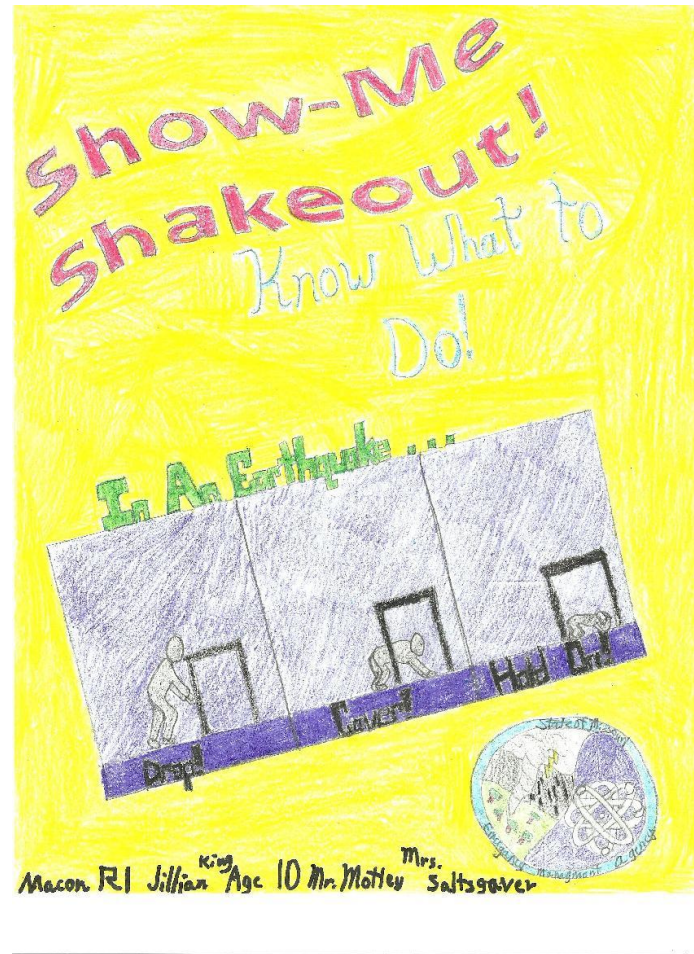 Show-Me
Shakeout!
Know What to
Do!
In An Earthquake...
Drop!
Cover!
Hold On!
State of Missouri
Emergency Management Agency
King Mrs.
Macon R1 Jillian Age 10 Mr. Motley Saltsgaver